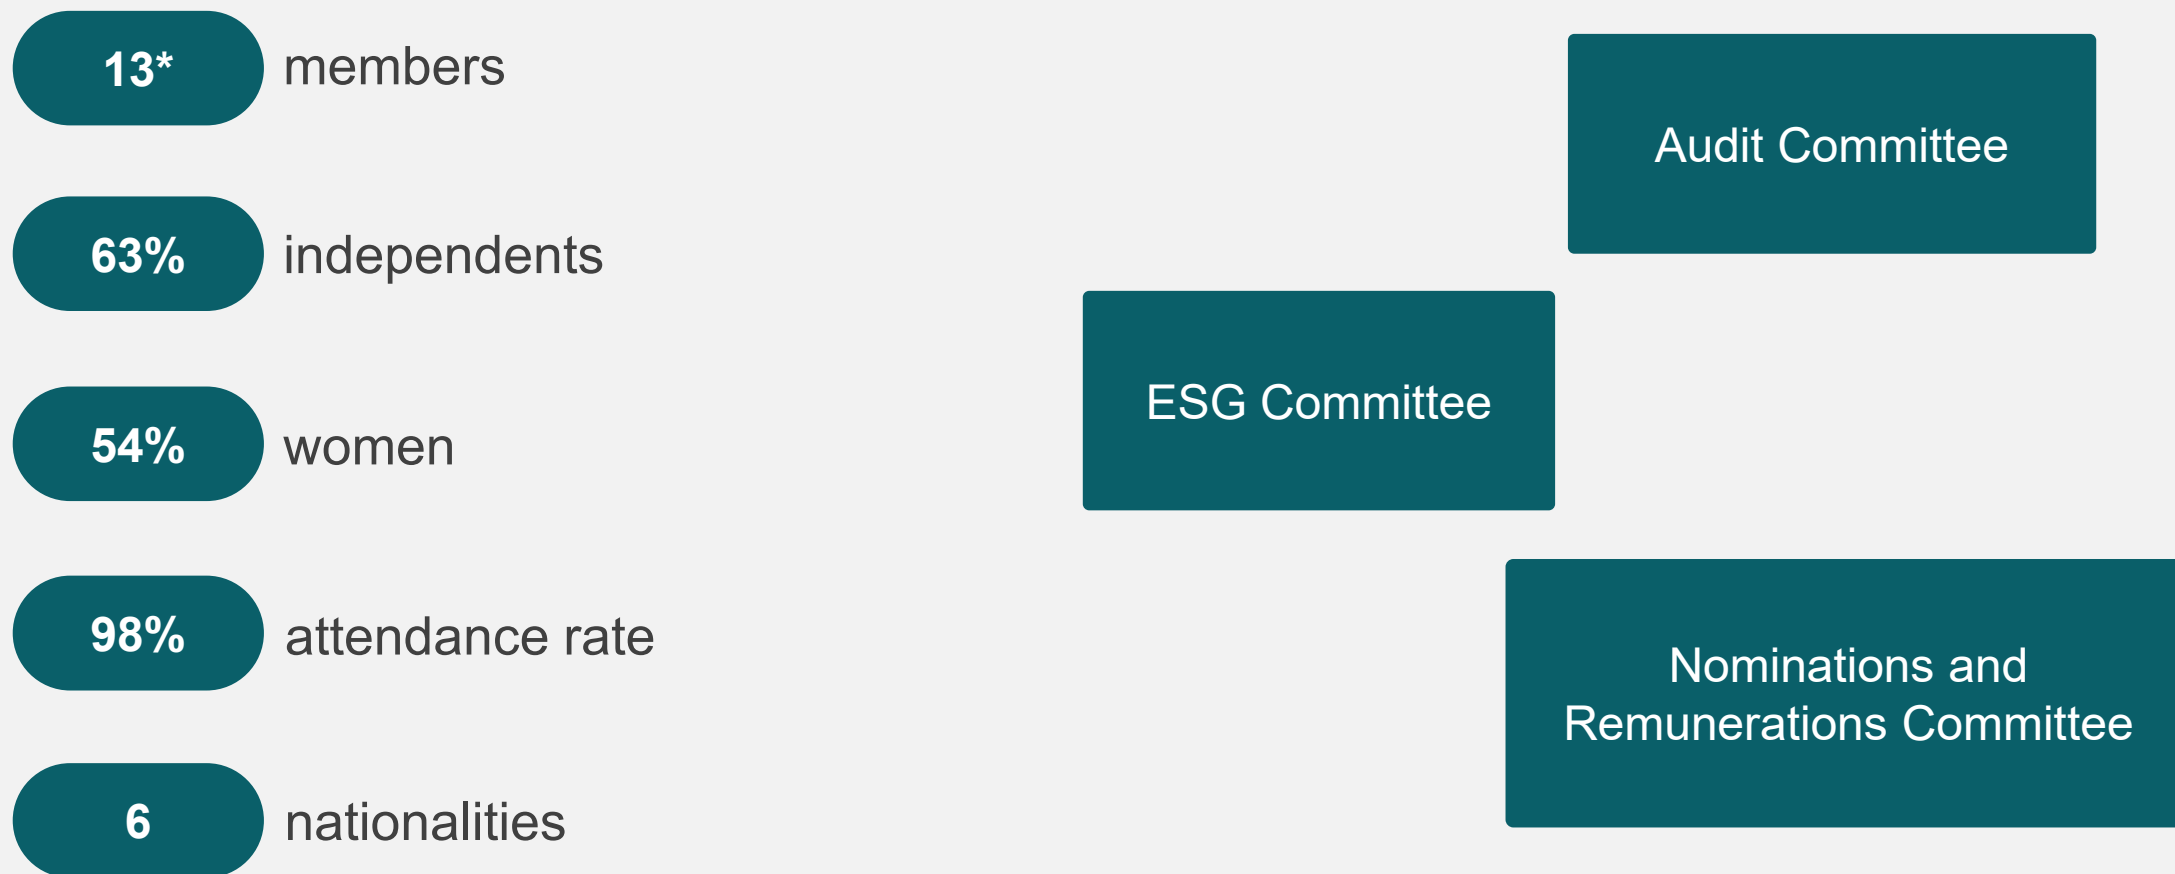 13* members
63% independents
54% women
98% attendance rate
6 nationalities
Audit Committee
ESG Committee
Nominations and
Remunerations Committee